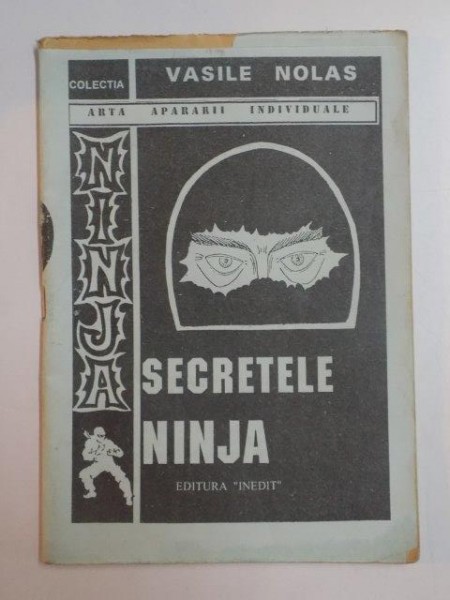 COLECTIA
VASILE NOLAS
ARTA APARARII INDIVIDUALE
NINJA
SECRETELE
NINJA
EDITURA "INEDIT"